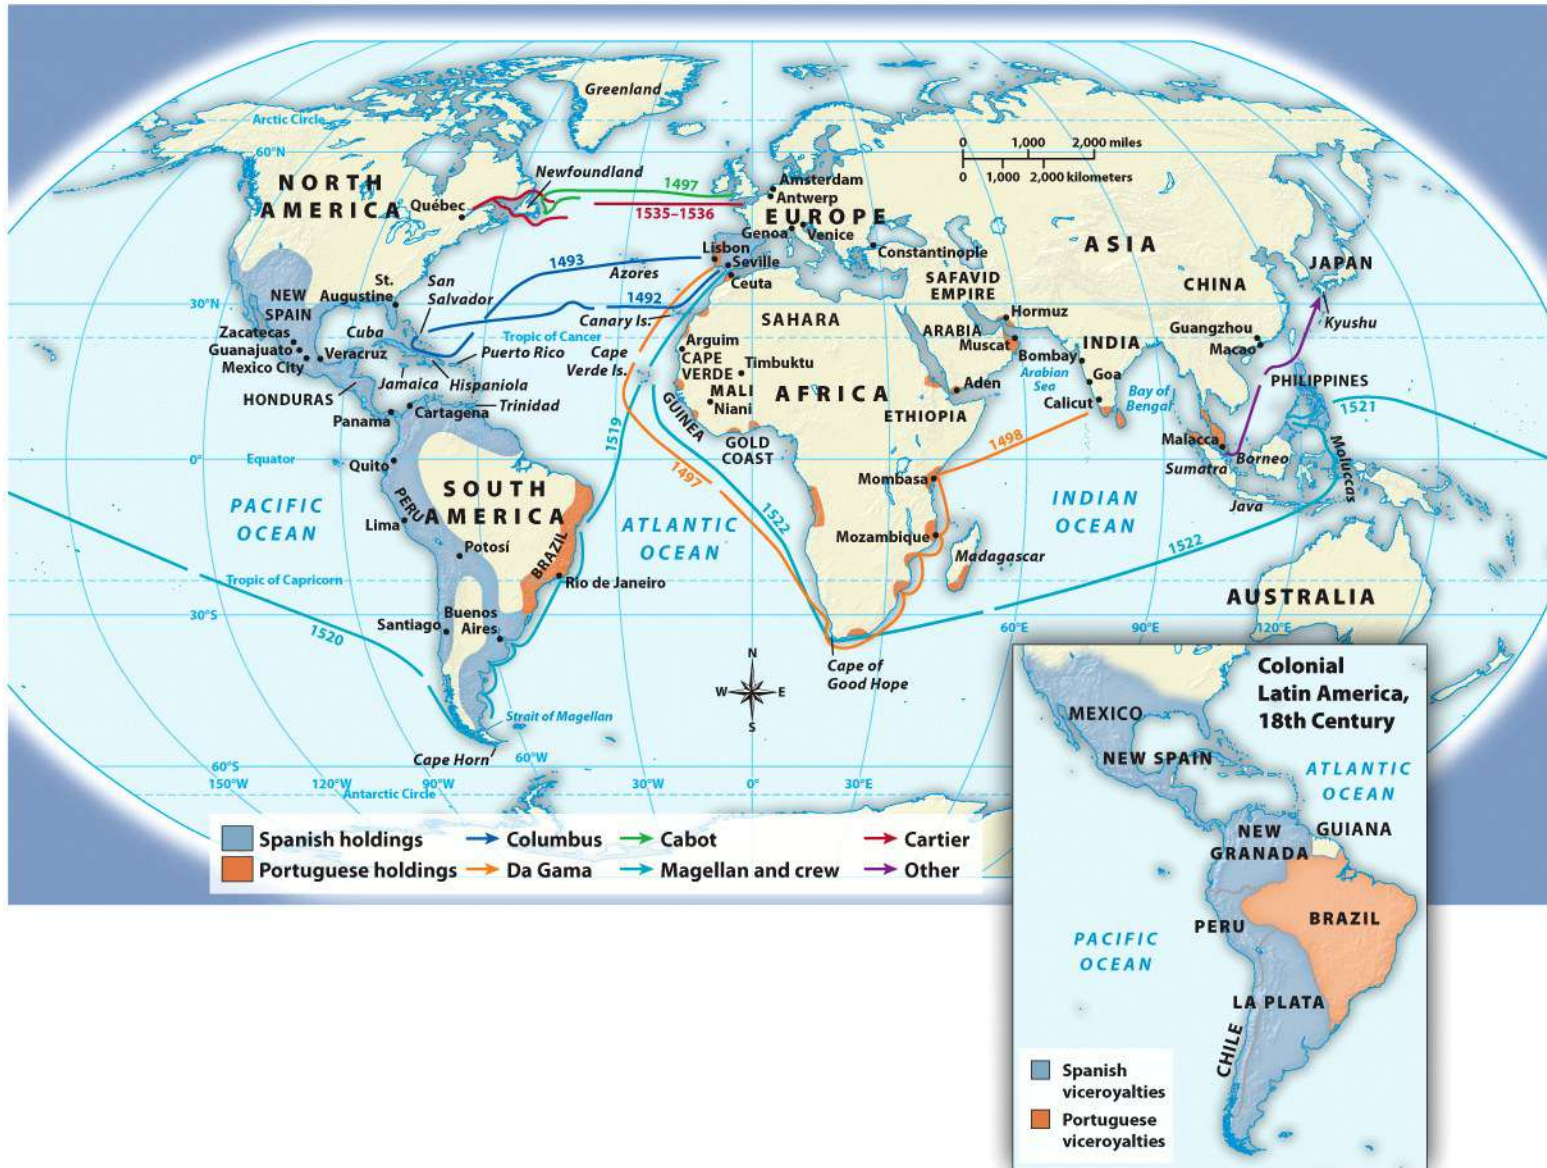 Greenland
Arctic Circle
60°N
NORTH
AMERICA
Newfoundland
Québec
1497
1535–1536
0 1,000 2,000 miles
0 1,000 2,000 kilometers
Amsterdam
Antwerp
EUROPE
Genoa
Venice
Constantinople
Lisbon
Seville
Ceuta
ASIA
SAFAVID
EMPIRE
CHINA
JAPAN
Kyushu
1493
Azores
1492
Canary Is.
San
Salvador
St.
Augustine
30°N
NEW
SPAIN
Zacatecas
Guanajuato
Mexico City
Veracruz
Cuba
Tropic of Cancer
Puerto Rico
Jamaica
Hispaniola
HONDURAS
Trinidad
Panama
Cartagena
Cape
Verde Is.
SAHARA
Arguim
CAPE
VERDE
Timbuktu
MALI
Niani
AFRICA
GUINEA
GOLD
COAST
ETHIOPIA
Aden
ARABIA
Muscat
Hormuz
INDIA
Bombay
Arabian
Sea
Goa
Calicut
Bay of
Bengal
Guangzhou
Macao
PHILIPPINES
1521
Malacca
Sumatra
Borneo
Moluccas
Java
1519
1497
1498
1522
Equator
0°
Quito
PERU
SOUTH
AMERICA
Lima
Potosí
BRAZIL
Rio de Janeiro
PACIFIC
OCEAN
ATLANTIC
OCEAN
INDIAN
OCEAN
Mombasa
Mozambique
Madagascar
1522
Tropic of Capricorn
30°S
Santiago
Buenos
Aires
1520
AUSTRALIA
60°E
90°E
120°E
Cape of
Good Hope
N
W E
S
Strait of Magellan
Cape Horn
60°S
150°W
120°W
90°W
60°W
30°W
0°
30°E
Antarctic Circle
Spanish holdings
Portuguese holdings
Columbus
Da Gama
Cabot
Magellan and crew
Cartier
Other
Colonial
Latin America,
18th Century
MEXICO
NEW SPAIN
ATLANTIC
OCEAN
NEW
GRANADA
GUIANA
BRAZIL
PERU
PACIFIC
OCEAN
LA PLATA
CHILE
Spanish
viceroyalties
Portuguese
viceroyalties